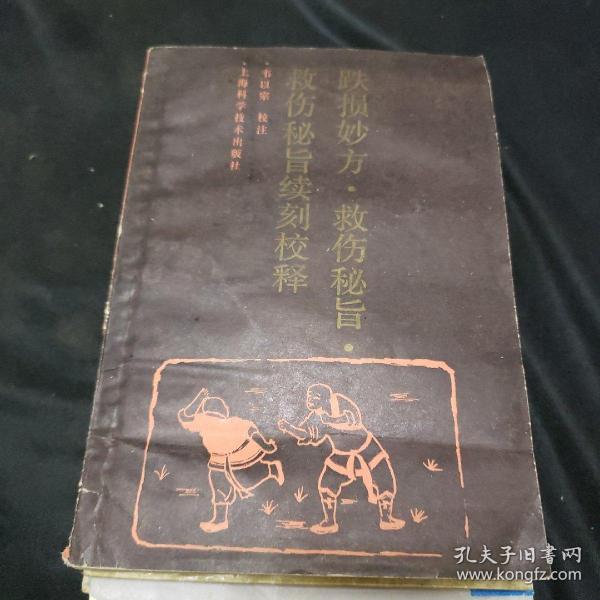 跌损妙方·救伤秘旨·
救伤秘旨续刻校释
·韦以宗 校注
·上海科学技术出版社
孔夫子旧书网
www.kongfz.com